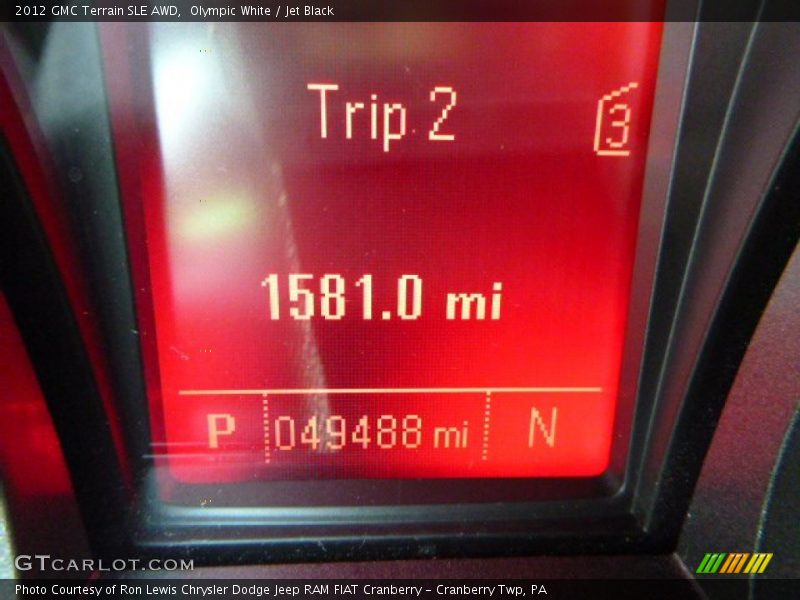 2012 GMC Terrain SLE AWD,  Olympic White / Jet Black
Trip 2
3
1581.0 mi
P 049488 mi N
GTCARLOT.COM
Photo Courtesy of Ron Lewis Chrysler Dodge Jeep RAM FIAT Cranberry - Cranberry Twp, PA